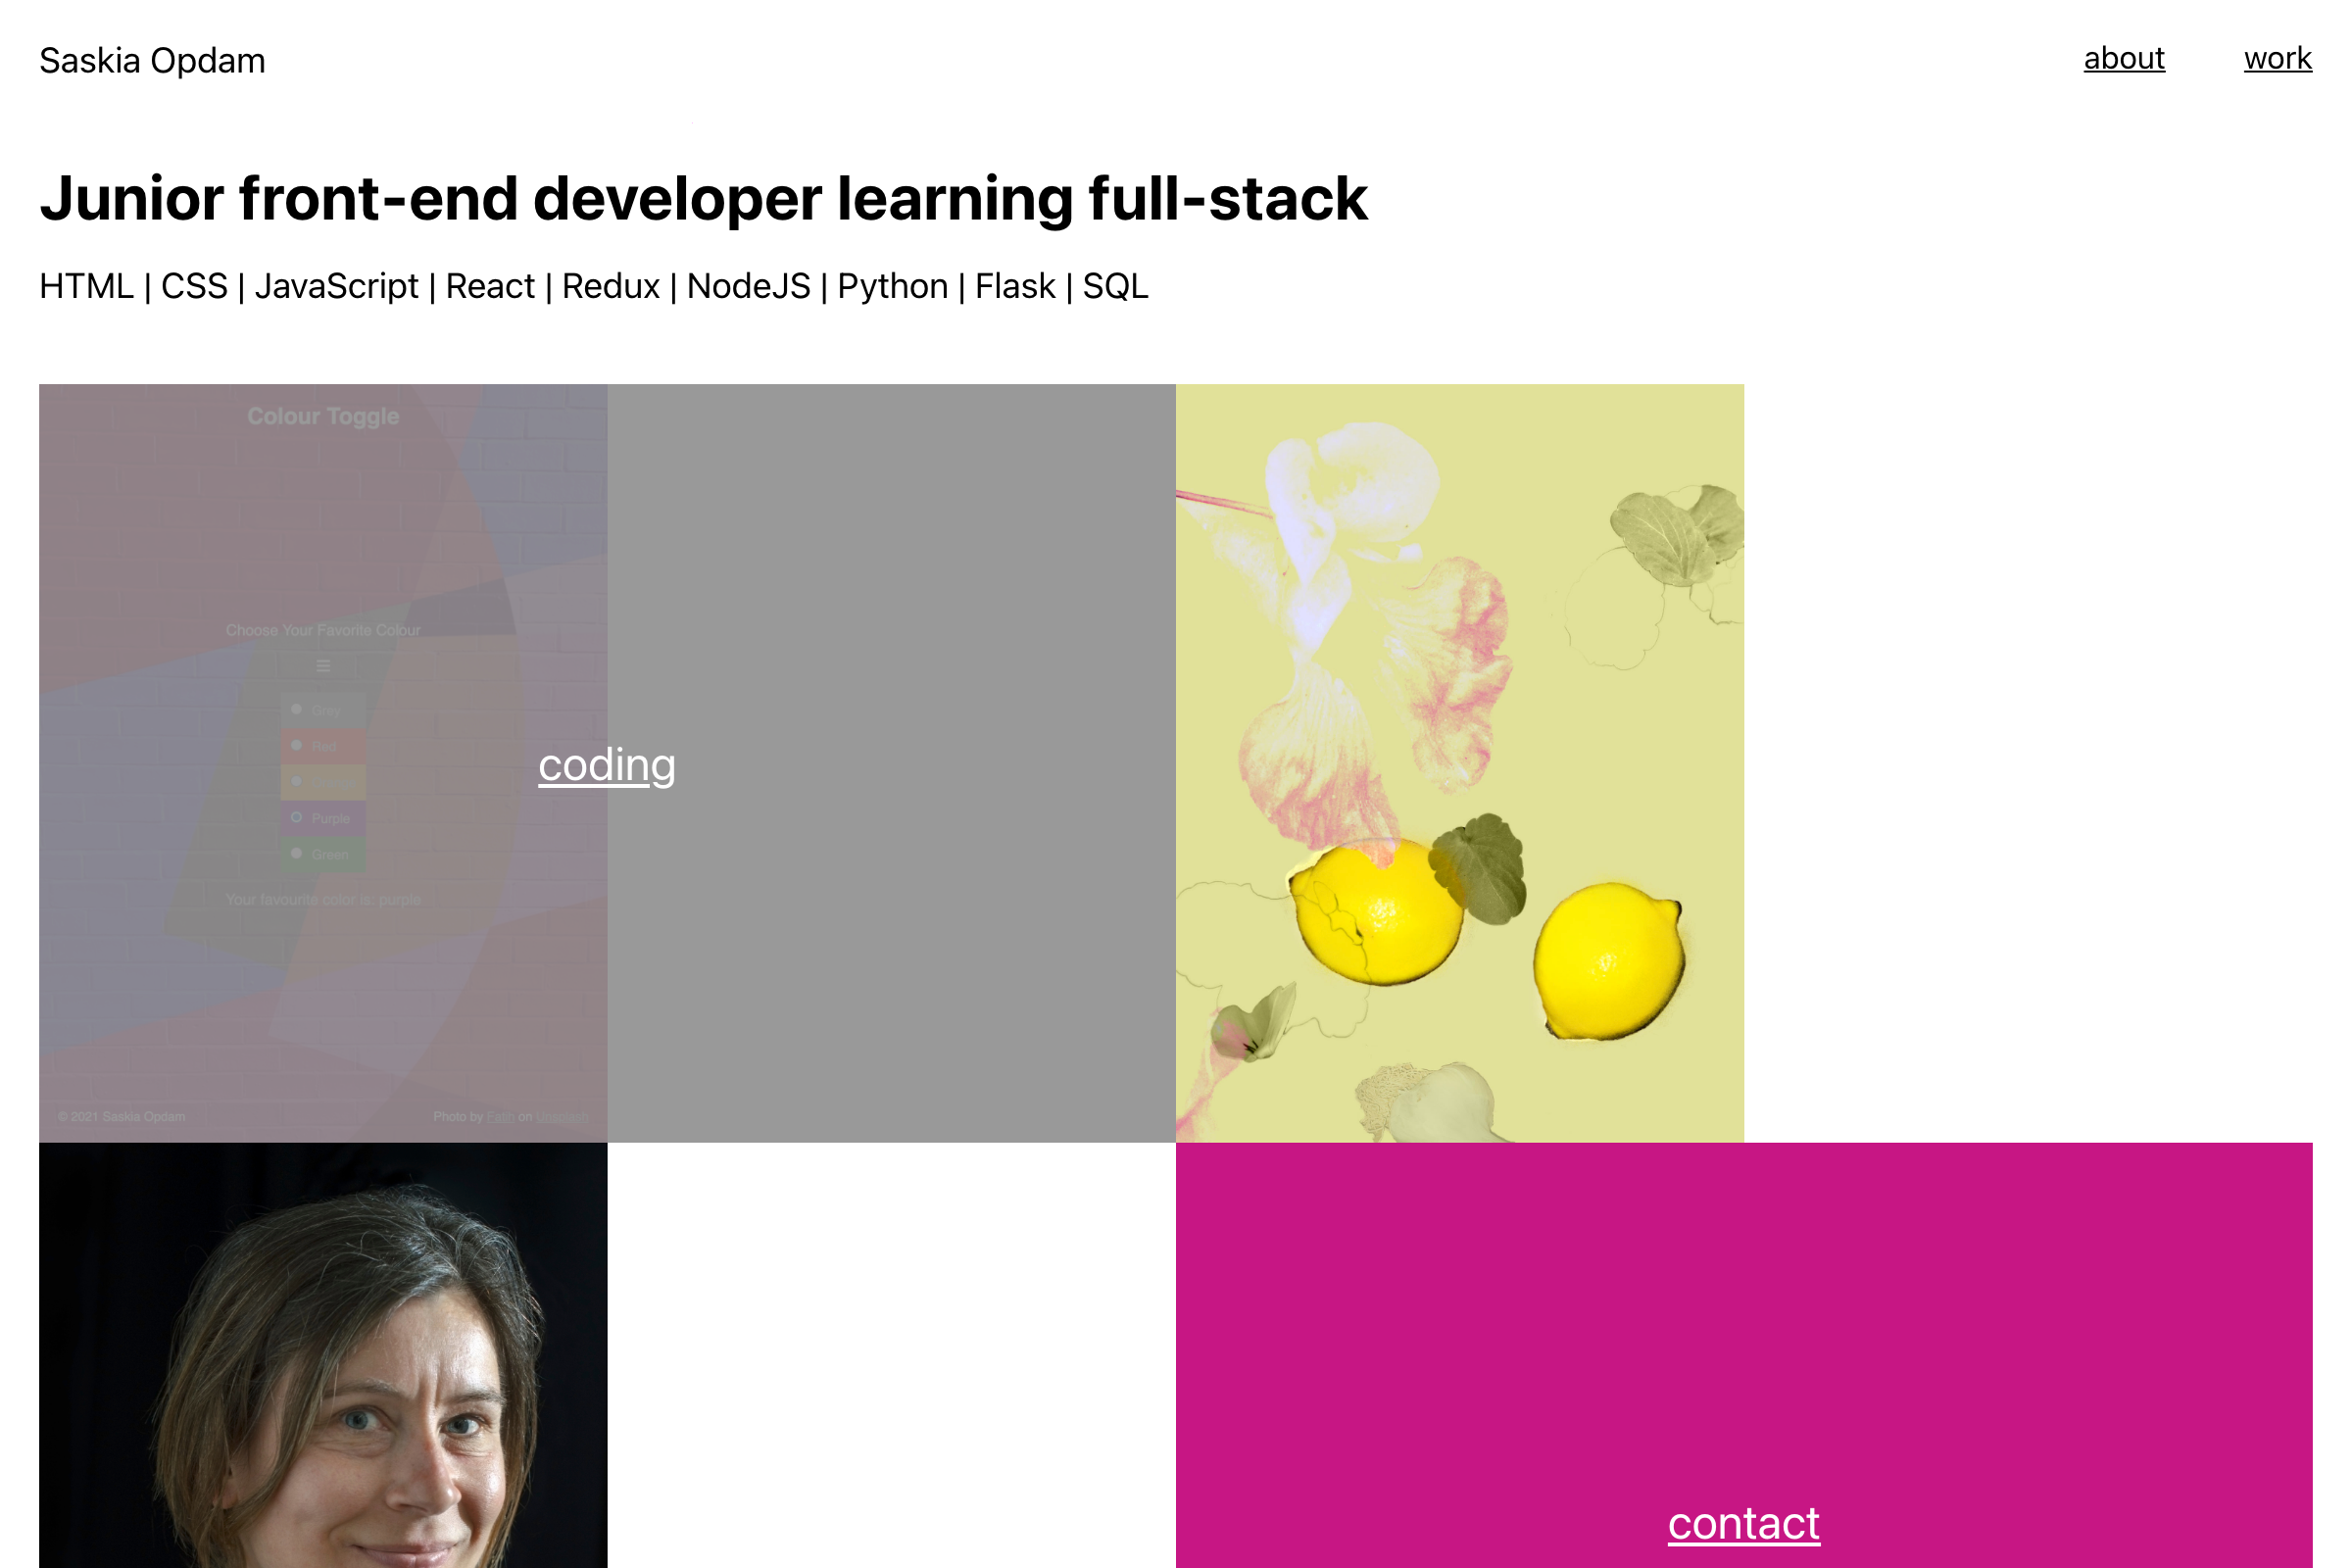 Saskia Opdam
about
work
Junior front-end developer learning full-stack
HTML | CSS | JavaScript | React | Redux | NodeJS | Python | Flask | SQL
Colour Toggle
Choose Your Favorite Colour
Grey
Red
Purple
Green
Your favourite color is: purple
coding
© 2021 Saskia Opdam
Photo by Fatih on Unsplash
contact